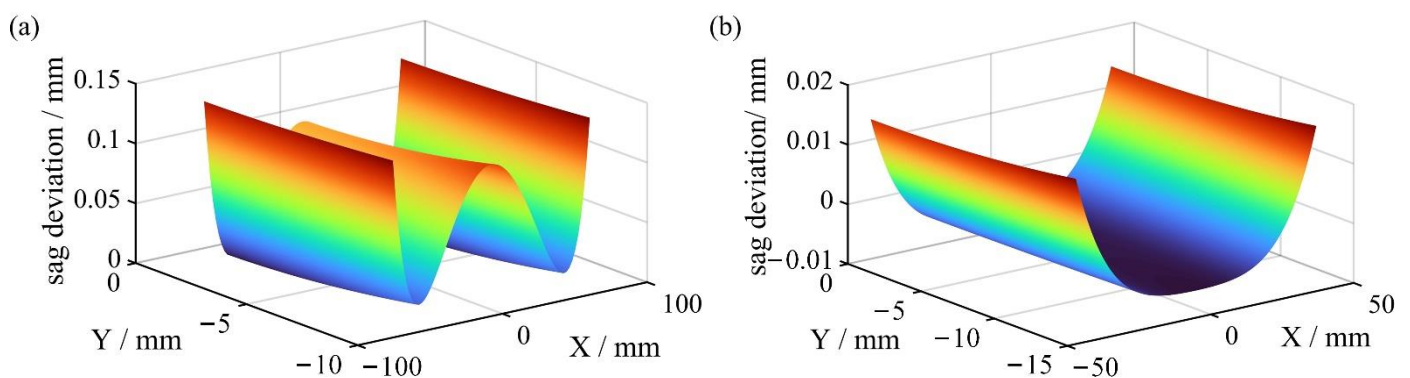 (a)
sag deviation / mm
0.15
0.1
0.05
0
0
−5
−10
Y / mm
−100
0
100
X / mm
(b)
sag deviation/ mm
0.02
0.01
0
−0.01
0
−5
−10
−15
Y / mm
−50
0
50
X / mm